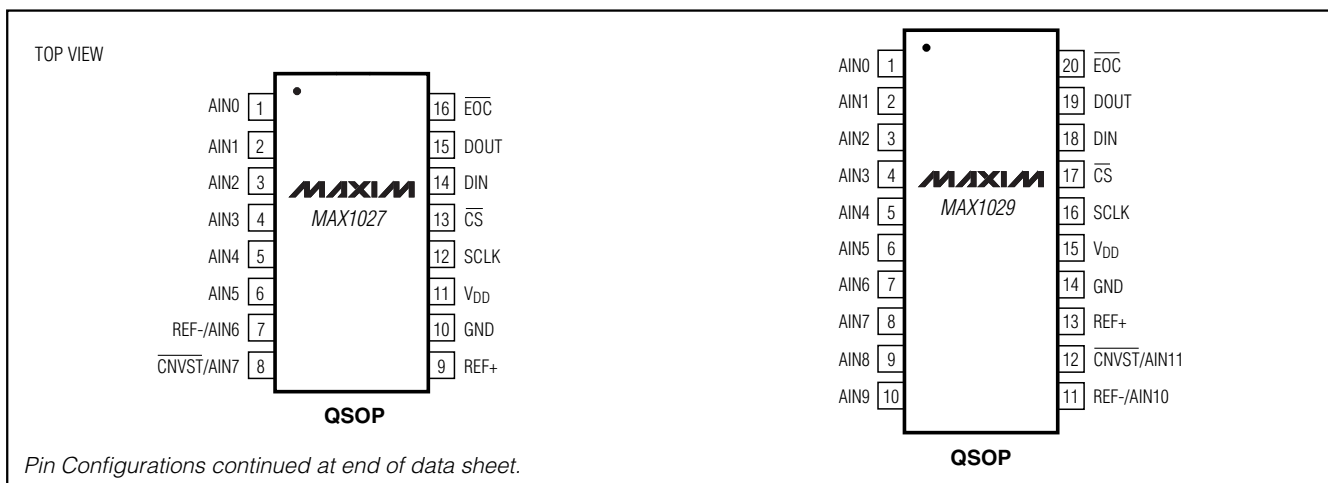 TOP VIEW
AIN0 1
AIN1 2
AIN2 3
AIN3 4
AIN4 5
AIN5 6
REF-/AIN6 7
CNVST/AIN7 8
MAXIM
MAX1027
16 EOC
15 DOUT
14 DIN
13 CS
12 SCLK
11 VDD
10 GND
9 REF+
QSOP
AIN0 1
AIN1 2
AIN2 3
AIN3 4
AIN4 5
AIN5 6
AIN6 7
AIN7 8
AIN8 9
AIN9 10
MAXIM
MAX1029
20 EOC
19 DOUT
18 DIN
17 CS
16 SCLK
15 VDD
14 GND
13 REF+
12 CNVST/AIN11
11 REF-/AIN10
QSOP
Pin Configurations continued at end of data sheet.